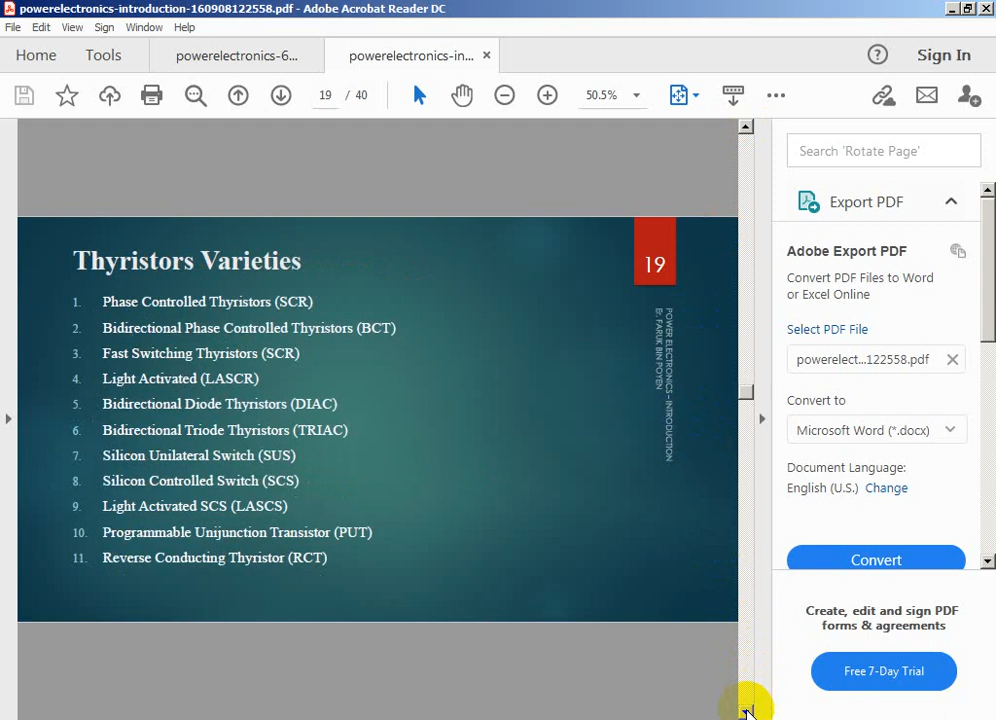 powerelectronics-introduction-160908122558.pdf - Adobe Acrobat Reader DC
File Edit View Sign Window Help
Home Tools powerelectronics-6... powerelectronics-in... Sign In
19 / 40 50.5%
Search 'Rotate Page'
Export PDF
Adobe Export PDF
Convert PDF Files to Word
or Excel Online
Select PDF File
powerelect...122558.pdf
Convert to
Microsoft Word (*.docx)
Document Language:
English (U.S.) Change
Convert
Create, edit and sign PDF
forms & agreements
Free 7-Day Trial
Thyristors Varieties
19
1. Phase Controlled Thyristors (SCR)
2. Bidirectional Phase Controlled Thyristors (BCT)
3. Fast Switching Thyristors (SCR)
4. Light Activated (LASCR)
5. Bidirectional Diode Thyristors (DIAC)
6. Bidirectional Triode Thyristors (TRIAC)
7. Silicon Unilateral Switch (SUS)
8. Silicon Controlled Switch (SCS)
9. Light Activated SCS (LASCS)
10. Programmable Unijunction Transistor (PUT)
11. Reverse Conducting Thyristor (RCT)
POWER ELECTRONICS – INTRODUCTION
Er. FARUK BIN POYEN